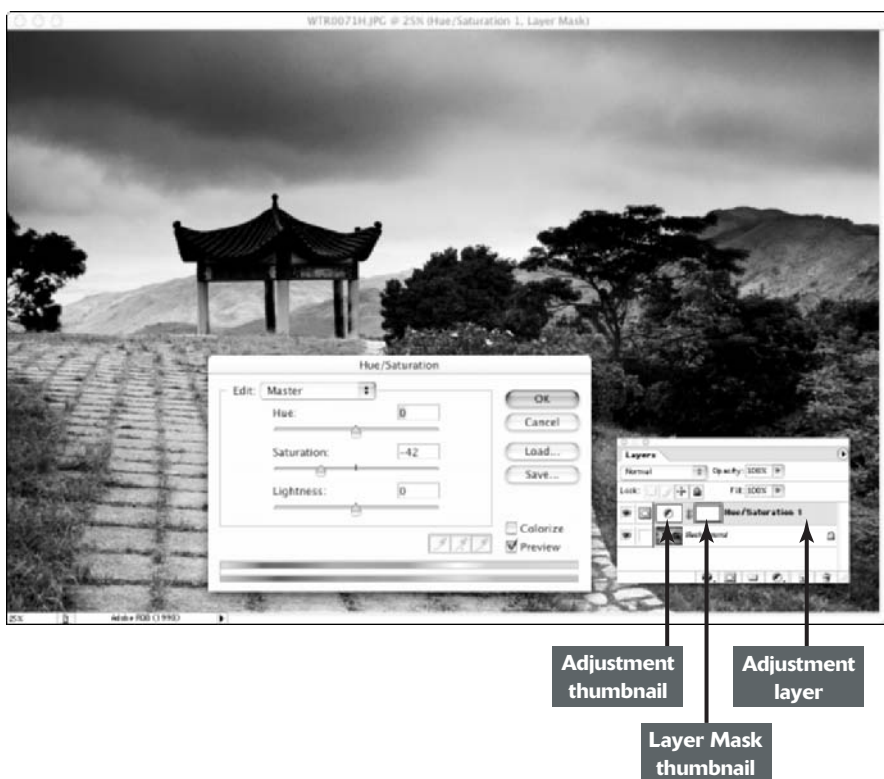 WTR0071H.JPG @ 25% (Hue/Saturation 1, Layer Mask)
Hue/Saturation
Edit: Master
Hue: 0
Saturation: -42
Lightness: 0
OK
Cancel
Load...
Save...
Colorize
Preview
Layers
Normal Opacity: 100%
Lock: Fill: 100%
Hue/Saturation 1
Background
25% Adobe RGB (1998)
Adjustment
thumbnail
Layer Mask
thumbnail
Adjustment
layer